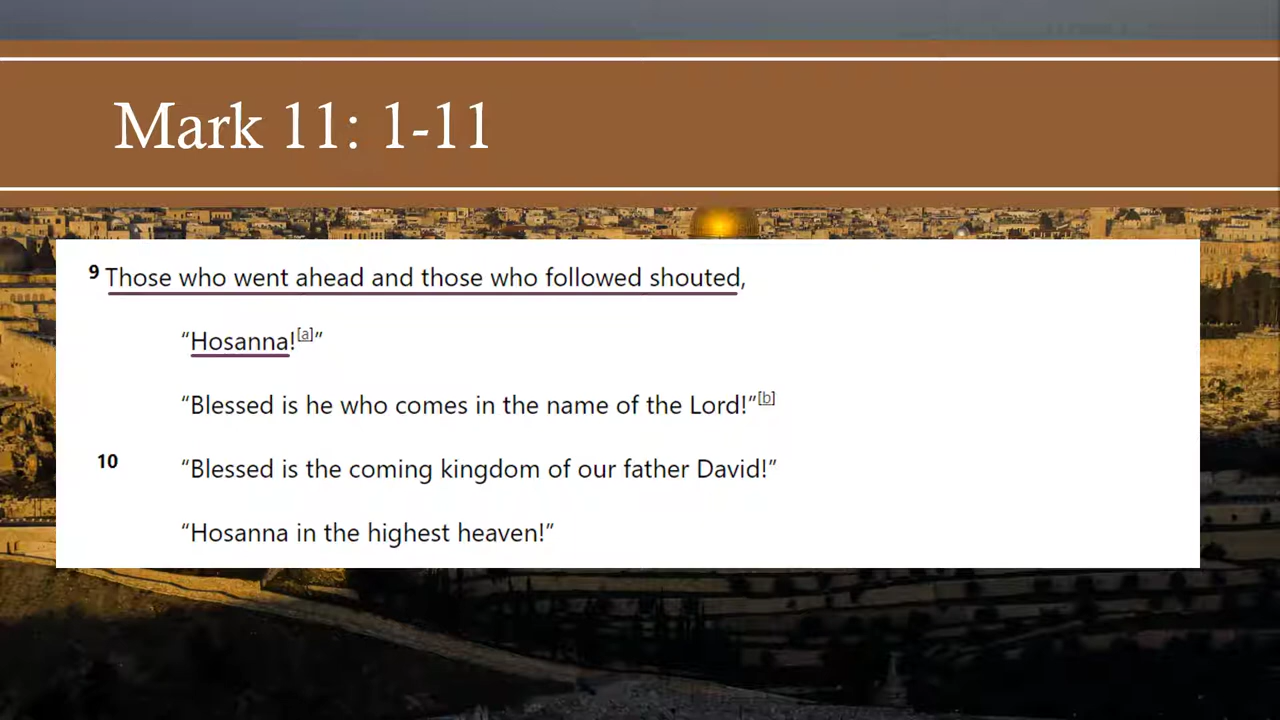 Mark 11: 1-11
9 Those who went ahead and those who followed shouted,
“Hosanna![a]”
“Blessed is he who comes in the name of the Lord!”[b]
10 “Blessed is the coming kingdom of our father David!”
“Hosanna in the highest heaven!”